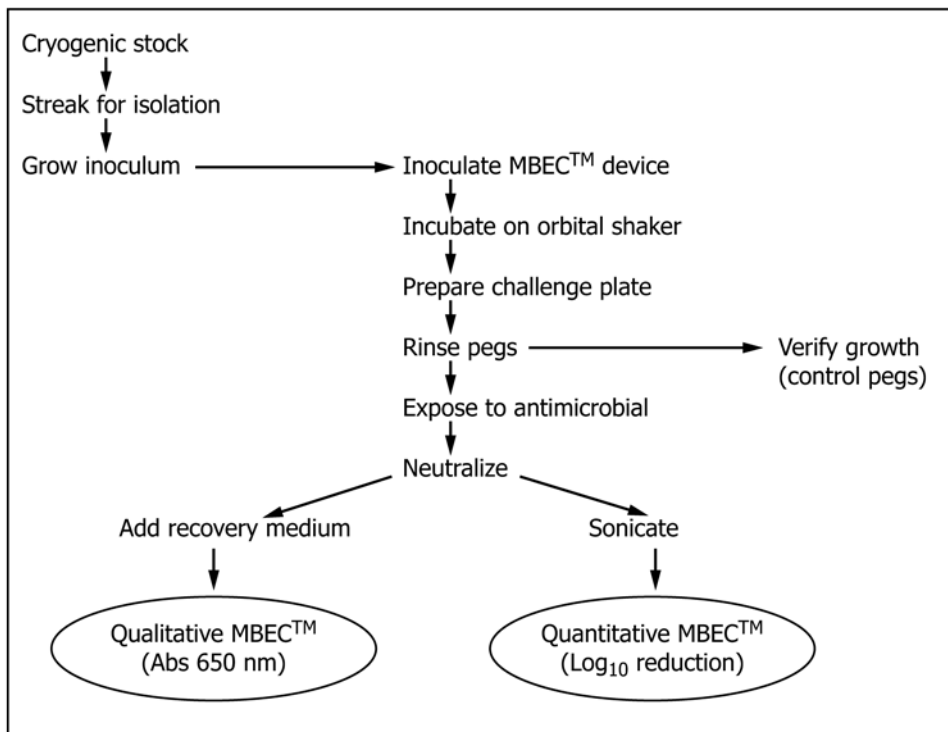 Cryogenic stock
Streak for isolation
Grow inoculum
Inoculate MBEC™ device
Incubate on orbital shaker
Prepare challenge plate
Rinse pegs
Verify growth
(control pegs)
Expose to antimicrobial
Neutralize
Add recovery medium
Sonicate
Qualitative MBEC™
(Abs 650 nm)
Quantitative MBEC™
(Log₁₀ reduction)